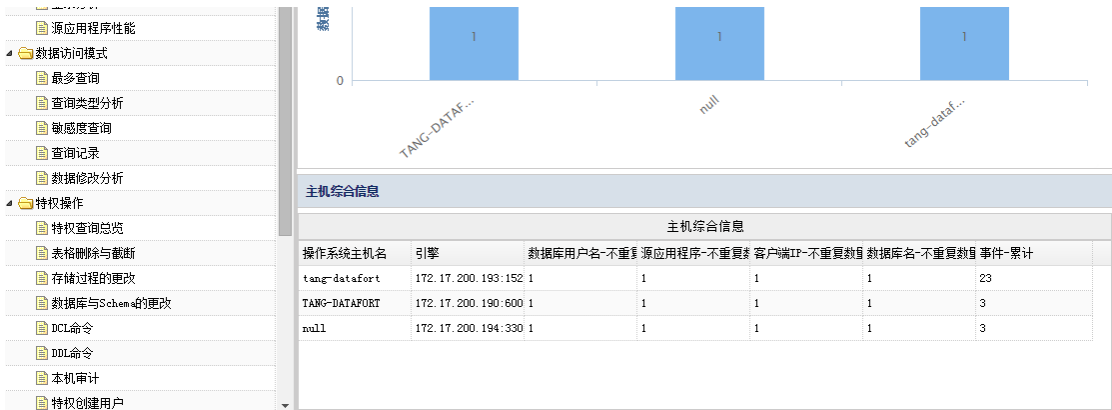 源应用程序性能
数据访问模式
最多查询
查询类型分析
敏感度查询
查询记录
数据修改分析
特权操作
特权查询总览
表格删除与截断
存储过程的更改
数据库与Schema的更改
DCL命令
DDL命令
本机审计
特权创建用户
数据
1 1 1
0
TANG-DATAF... null tang-dataf...
主机综合信息
主机综合信息
操作系统主机名 引擎 数据库用户名-不重复 源应用程序-不重复数 客户端IP-不重复数量 数据库名-不重复数量 事件-累计
tang-datafort 172.17.200.193:152 1 1 1 1 23
TANG-DATAFORT 172.17.200.190:600 1 1 1 1 3
null 172.17.200.194:330 1 1 1 1 3